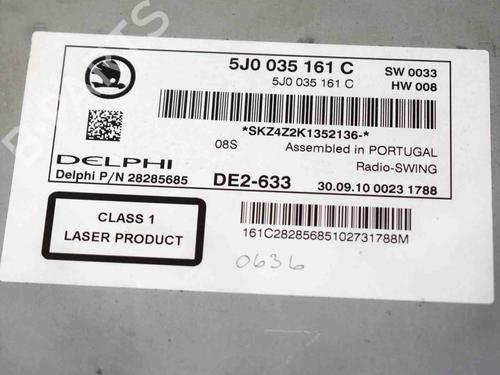 5J0 035 161 C SW 0033
5J0 035 161 C HW 008
*SKZ4Z2K1352136-*
08S Assembled in PORTUGAL
DELPHI Radio-SWING
Delphi P/N 28285685 DE2-633 30.09.10 0023 1788
CLASS 1
LASER PRODUCT
161C28285685102731788M
0636